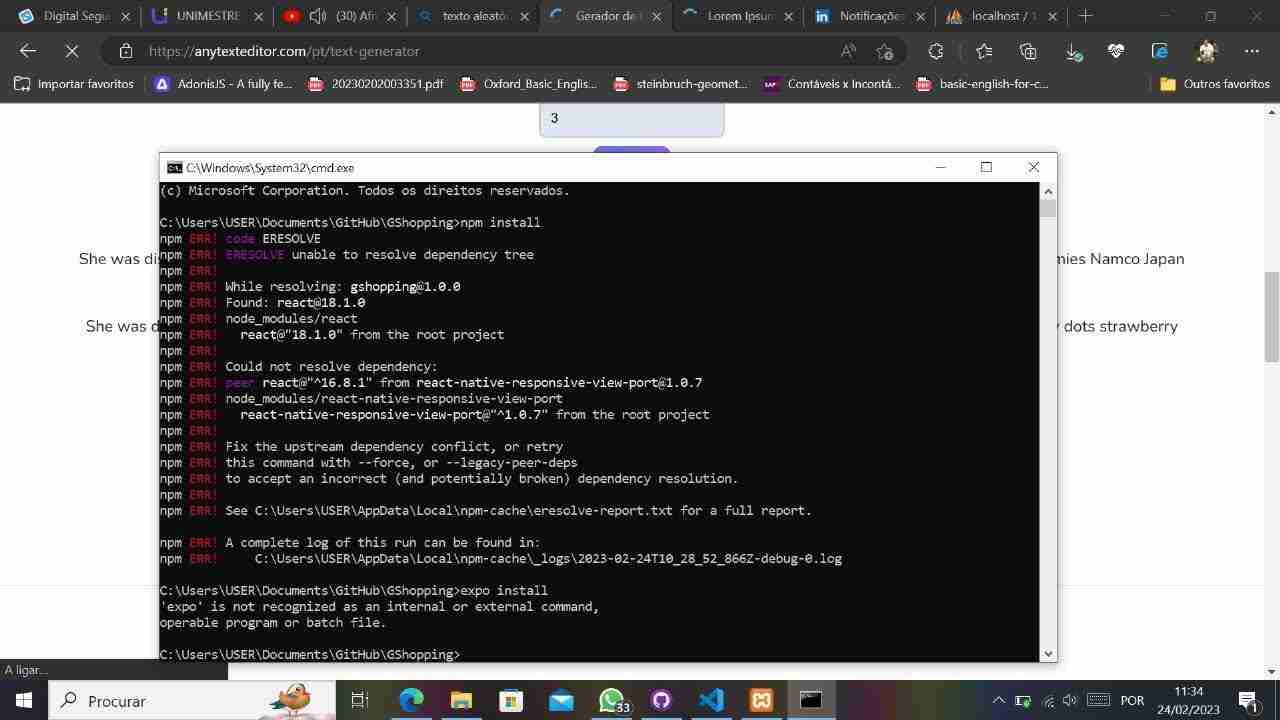 Digital Segu
UNIMESTRE
(30) Afr
texto aleató
Gerador de
Lorem Ipsum
Notificações
localhost / 1
https://anytexteditor.com/pt/text-generator
Importar favoritos
AdonisJS - A fully fe...
20230202003351.pdf
Oxford_Basic_Englis...
steinbruch-geomet...
Contáveis x Incontá...
basic-english-for-c...
Outros favoritos
3
C:\Windows\System32\cmd.exe
(c) Microsoft Corporation. Todos os direitos reservados.
C:\Users\USER\Documents\GitHub\GShopping>npm install
npm ERR! code ERESOLVE
npm ERR! ERESOLVE unable to resolve dependency tree
npm ERR!
npm ERR! While resolving: gshopping@1.0.0
npm ERR! Found: react@18.1.0
npm ERR! node_modules/react
npm ERR!   react@"18.1.0" from the root project
npm ERR!
npm ERR! Could not resolve dependency:
npm ERR! peer react@"^16.8.1" from react-native-responsive-view-port@1.0.7
npm ERR! node_modules/react-native-responsive-view-port
npm ERR!   react-native-responsive-view-port@"^1.0.7" from the root project
npm ERR!
npm ERR! Fix the upstream dependency conflict, or retry
npm ERR! this command with --force, or --legacy-peer-deps
npm ERR! to accept an incorrect (and potentially broken) dependency resolution.
npm ERR!
npm ERR! See C:\Users\USER\AppData\Local\npm-cache\eresolve-report.txt for a full report.
npm ERR! A complete log of this run can be found in:
npm ERR!     C:\Users\USER\AppData\Local\npm-cache\_logs\2023-02-24T10_28_52_866Z-debug-0.log
C:\Users\USER\Documents\GitHub\GShopping>expo install
'expo' is not recognized as an internal or external command,
operable program or batch file.
C:\Users\USER\Documents\GitHub\GShopping>
She was dis
mies Namco Japan
She was d
dots strawberry
A ligar...
Procurar
53
POR
11:34
24/02/2023
1